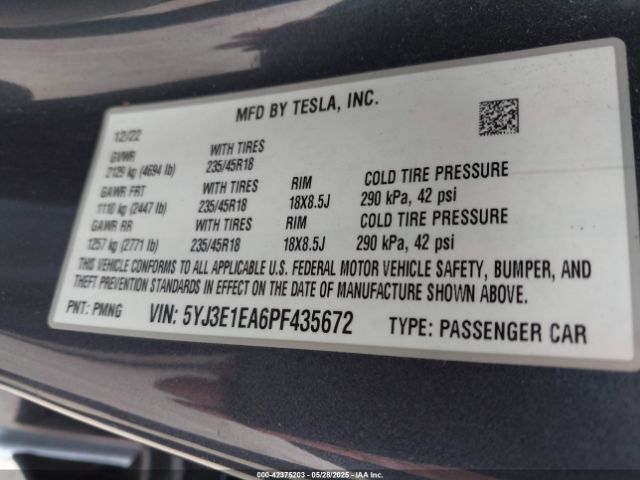 MFD BY TESLA, INC.
12/22
GVWR WITH TIRES
2129 kg (4694 lb) 235/45R18
GAWR FRT WITH TIRES RIM COLD TIRE PRESSURE
1110 kg (2447 lb) 235/45R18 18X8.5J 290 kPa, 42 psi
GAWR RR WITH TIRES RIM COLD TIRE PRESSURE
1257 kg (2771 lb) 235/45R18 18X8.5J 290 kPa, 42 psi
THIS VEHICLE CONFORMS TO ALL APPLICABLE U.S. FEDERAL MOTOR VEHICLE SAFETY, BUMPER, AND
THEFT PREVENTION STANDARDS IN EFFECT ON THE DATE OF MANUFACTURE SHOWN ABOVE.
PNT: PMNG VIN: 5YJ3E1EA6PF435672 TYPE: PASSENGER CAR
000-42375203 - 05/28/2025 - IAA, Inc.